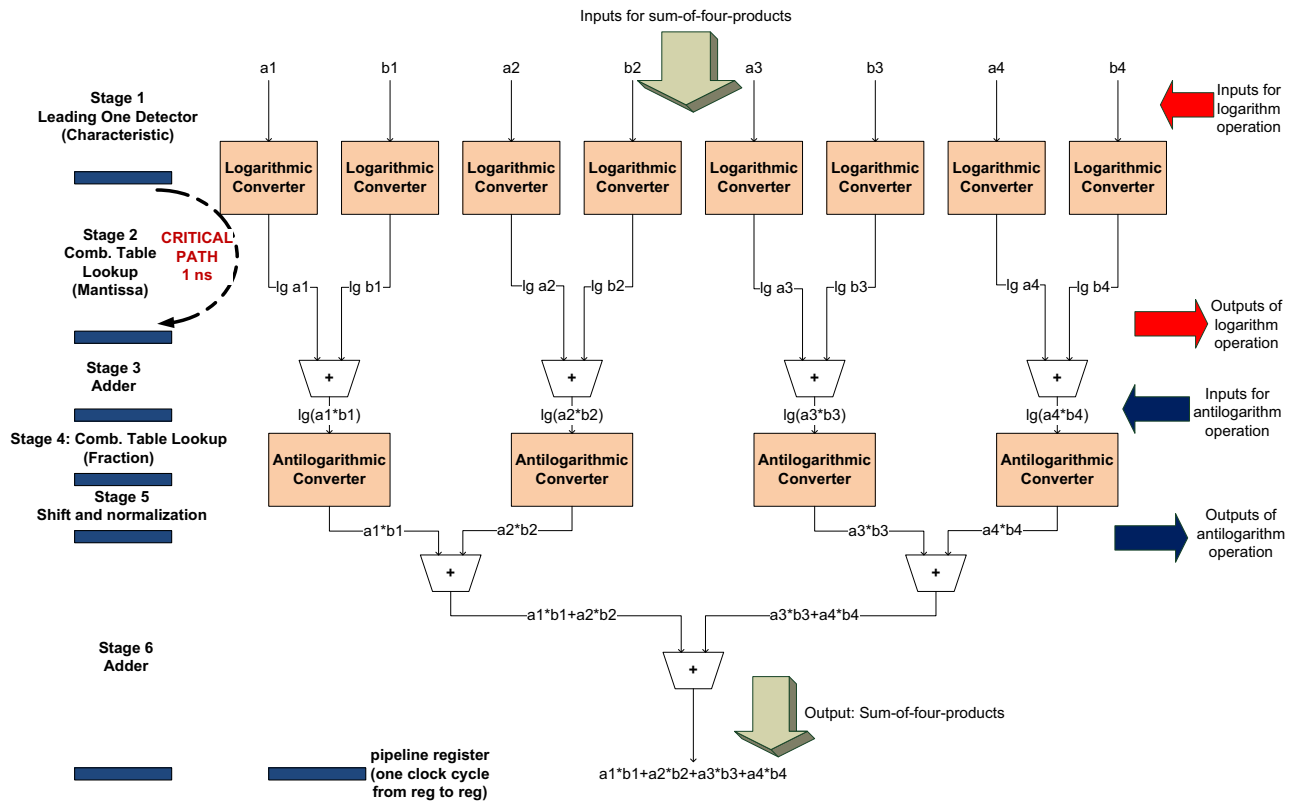 Inputs for sum-of-four-products
a1
b1
a2
b2
a3
b3
a4
b4
Stage 1
Leading One Detector
(Characteristic)
Inputs for
logarithm
operation
Logarithmic
Converter
Logarithmic
Converter
Logarithmic
Converter
Logarithmic
Converter
Logarithmic
Converter
Logarithmic
Converter
Logarithmic
Converter
Logarithmic
Converter
Stage 2
Comb. Table
Lookup
(Mantissa)
CRITICAL
PATH
1 ns
lg a1
lg b1
lg a2
lg b2
lg a3
lg b3
lg a4
lg b4
Outputs of
logarithm
operation
Stage 3
Adder
+
+
+
+
lg(a1*b1)
lg(a2*b2)
lg(a3*b3)
lg(a4*b4)
Inputs for
antilogarithm
operation
Stage 4: Comb. Table Lookup
(Fraction)
Antilogarithmic
Converter
Antilogarithmic
Converter
Antilogarithmic
Converter
Antilogarithmic
Converter
Stage 5
Shift and normalization
a1*b1
a2*b2
a3*b3
a4*b4
Outputs of
antilogarithm
operation
+
+
a1*b1+a2*b2
a3*b3+a4*b4
Stage 6
Adder
+
Output: Sum-of-four-products
pipeline register
(one clock cycle
from reg to reg)
a1*b1+a2*b2+a3*b3+a4*b4